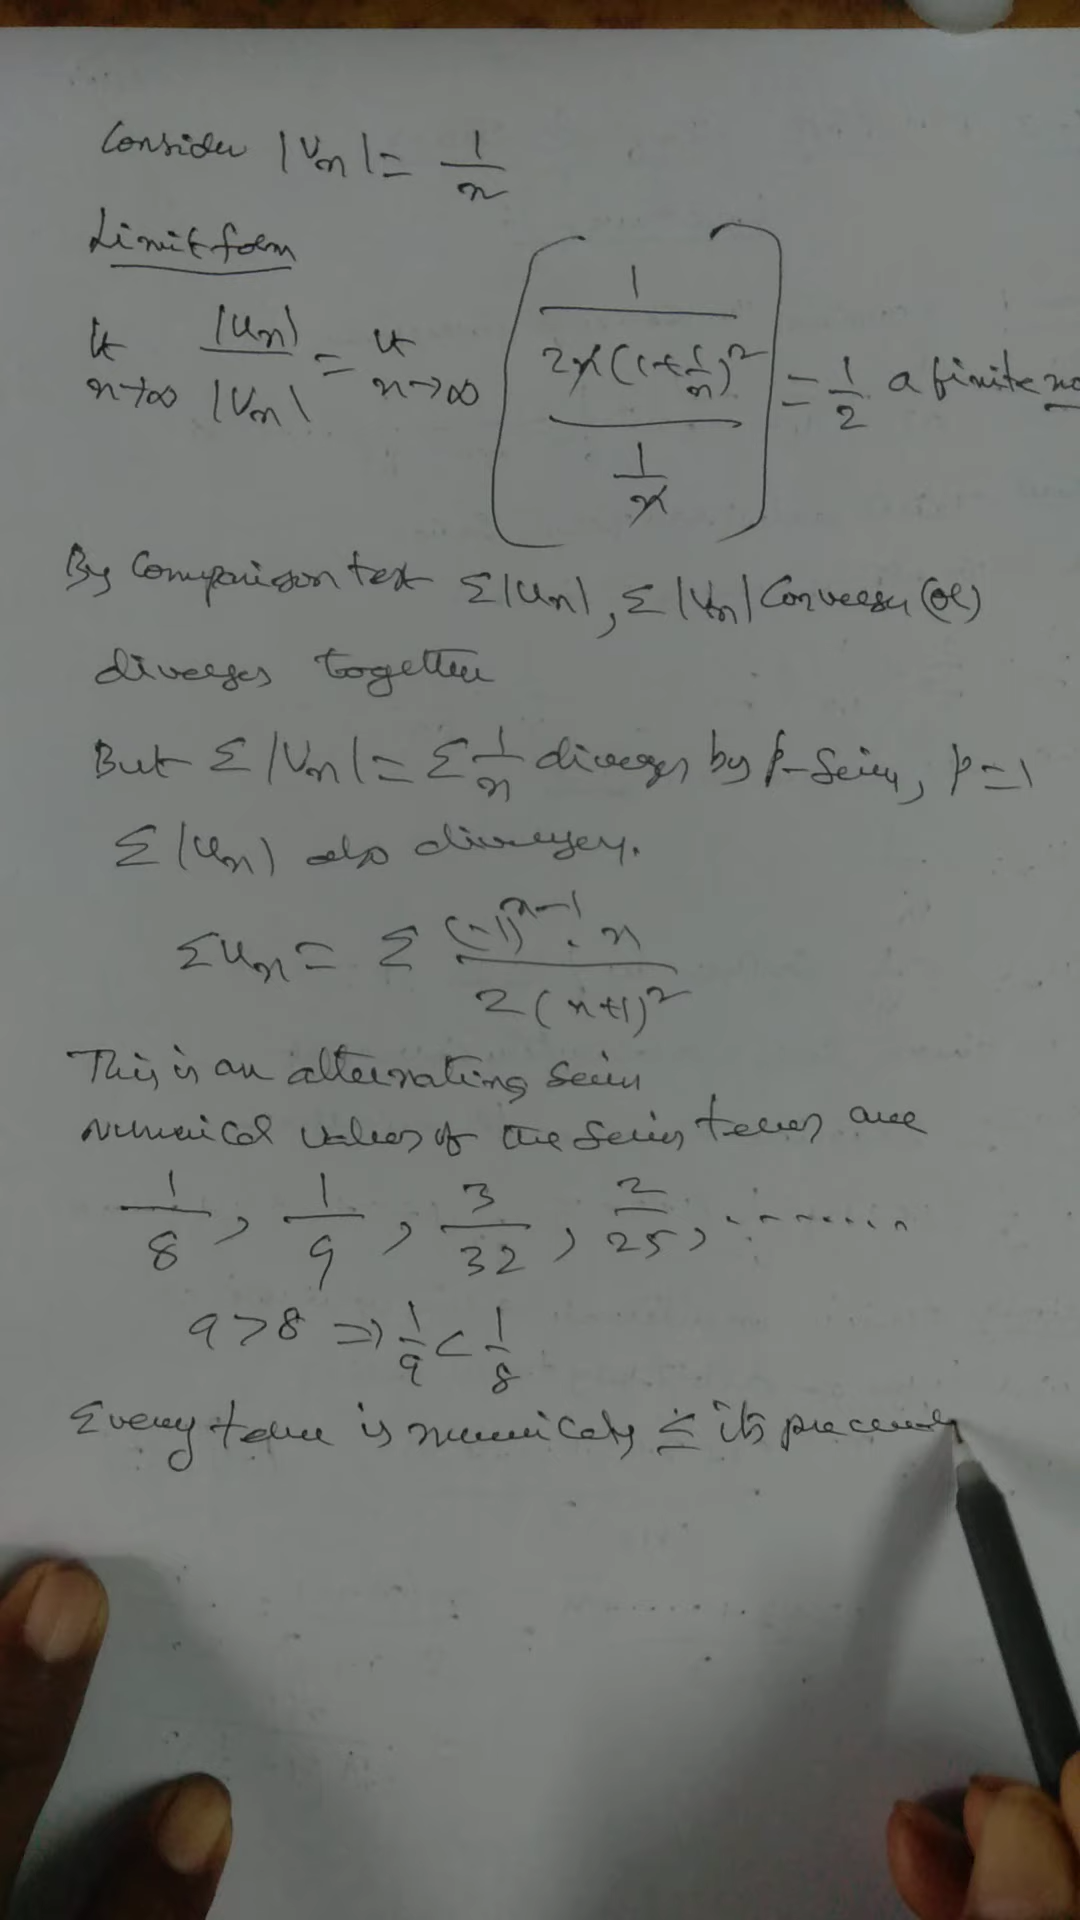 Consider |Vn| = 1/n
Limit form
lt n→∞ |Un|/|Vn| = lt n→∞ [ (1/(2n(1+1/n)^2)) / (1/n) ] = 1/2 a finite no
By Comparison test Σ|Un|, Σ|Vn| Converges (or)
diverges together
But Σ|Vn| = Σ 1/n diverges by p-Series, p=1
Σ|Un| also diverges.
ΣUn = Σ (-1)^(n-1) . n / 2(n+1)^2
This is an alternating Series
numerical values of the Series terms are
1/8, 1/9, 3/32, 2/25, ........
9>8 ⇒ 1/9 < 1/8
Every term is numerically ≤ its